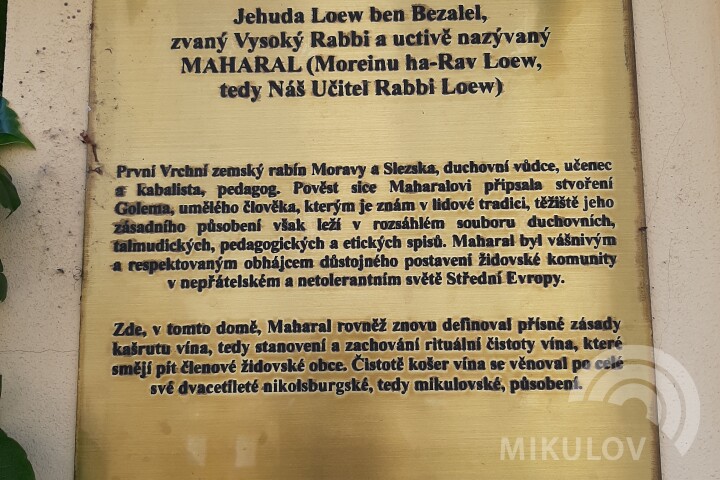 Jehuda Loew ben Bezalel,
zvaný Vysoký Rabbi a uctivě nazývaný
MAHARAL (Moreinu ha-Rav Loew,
tedy Náš Učitel Rabbi Loew)
První Vrchní zemský rabín Moravy a Slezska, duchovní vůdce, učenec
a kabalista, pedagog. Pověst sice Maharalovi připsala stvoření
Golema, umělého člověka, kterým je znám v lidové tradici, těžiště jeho
zásadního působení však leží v rozsáhlém souboru duchovních,
talmudických, pedagogických a etických spisů. Maharal byl vášnivým
a respektovaným obhájcem důstojného postavení židovské komunity
v nepřátelském a netolerantním světě Střední Evropy.
Zde, v tomto domě, Maharal rovněž znovu definoval přísné zásady
kašrutu vína, tedy stanovení a zachování rituální čistoty vína, které
smějí pít členové židovské obce. Čistotě košer vína se věnoval po celé
své dvacetileté nikolsburgské, tedy mikulovské, působení.
MIKULOV